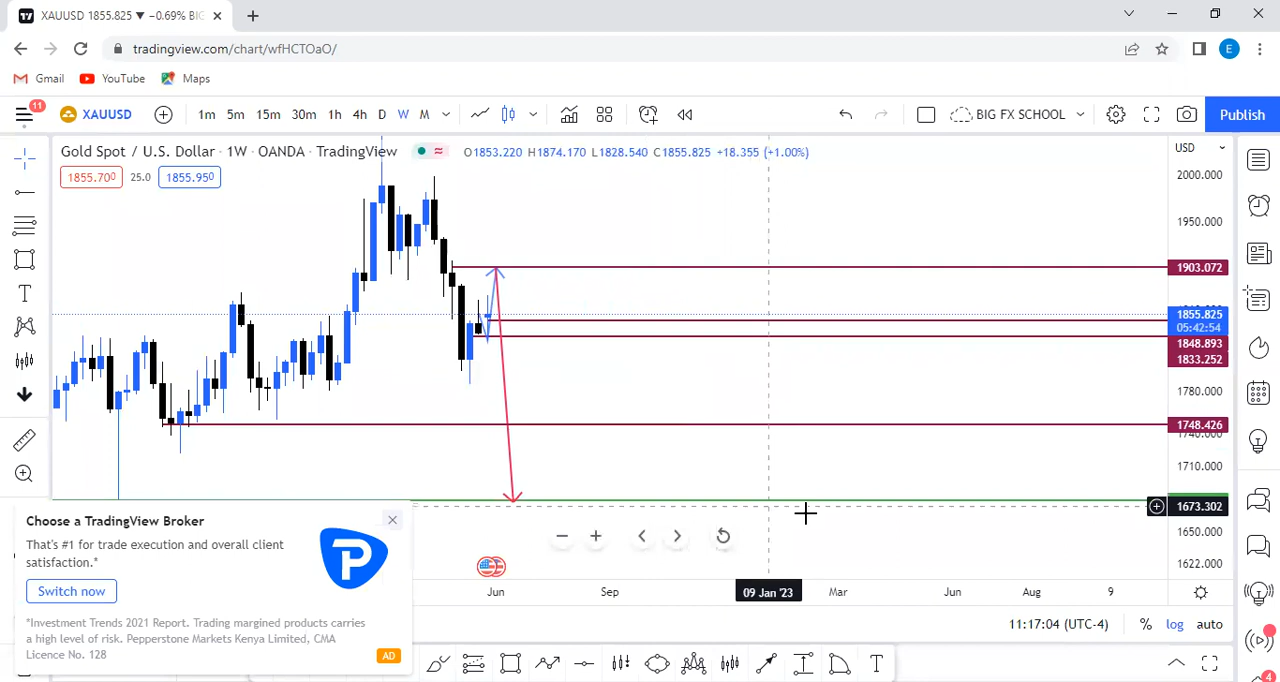 XAUUSD 1855.825 ▼ −0.69% BIG
tradingview.com/chart/wfHCTOaO/
E
Gmail YouTube Maps
11 XAUUSD 1m 5m 15m 30m 1h 4h D W M BIG FX SCHOOL Publish
Gold Spot / U.S. Dollar · 1W · OANDA · TradingView O1853.220 H1874.170 L1828.540 C1855.825 +18.355 (+1.00%)
USD
1855.700 25.0 1855.950
2000.000
1950.000
1903.072
1855.825
05:42:54
1848.893
1833.252
1780.000
1748.426
1740.000
1710.000
1673.302
1650.000
1622.000
Choose a TradingView Broker
That's #1 for trade execution and overall client
satisfaction.*
Switch now
*Investment Trends 2021 Report. Trading margined products carries
a high level of risk. Pepperstone Markets Kenya Limited, CMA
Licence No. 128
AD
Jun Sep 09 Jan '23 Mar Jun Aug 9
11:17:04 (UTC-4) % log auto
T
4